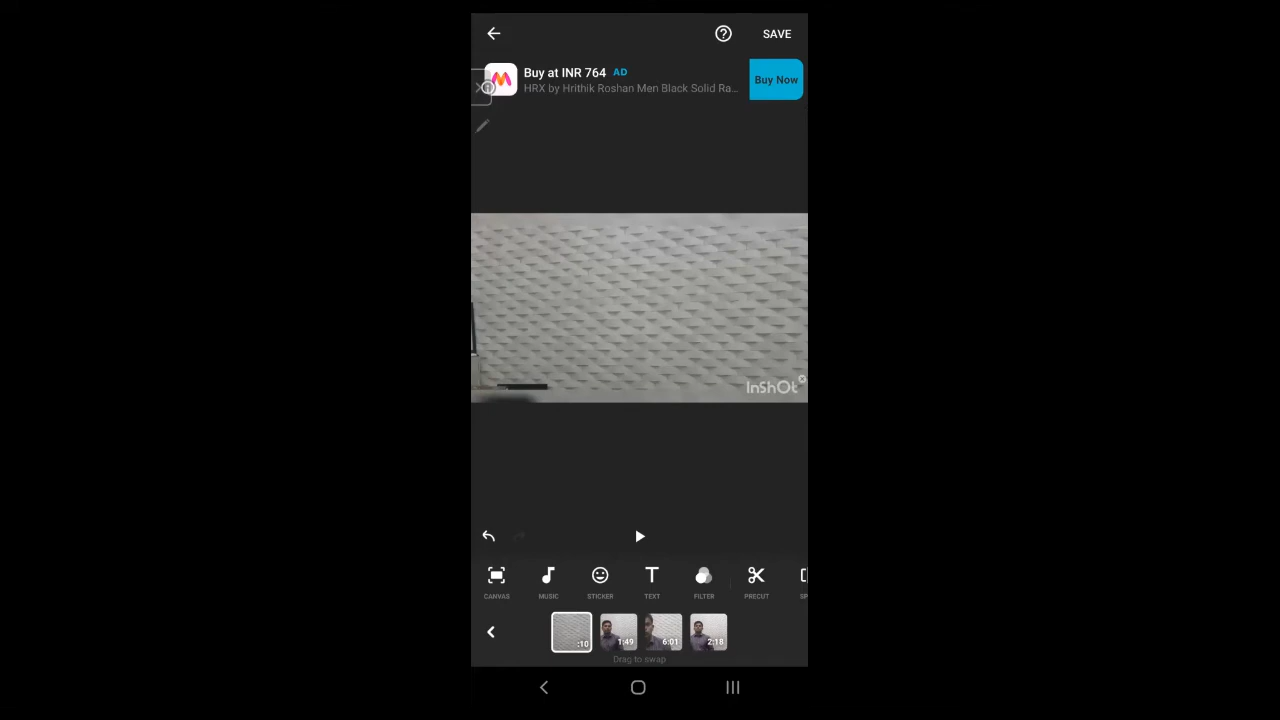 SAVE
Buy at INR 764 AD
HRX by Hrithik Roshan Men Black Solid Ra...
Buy Now
InShOt
CANVAS
MUSIC
STICKER
TEXT
FILTER
PRECUT
SP
:10
1:49
6:01
2:18
Drag to swap